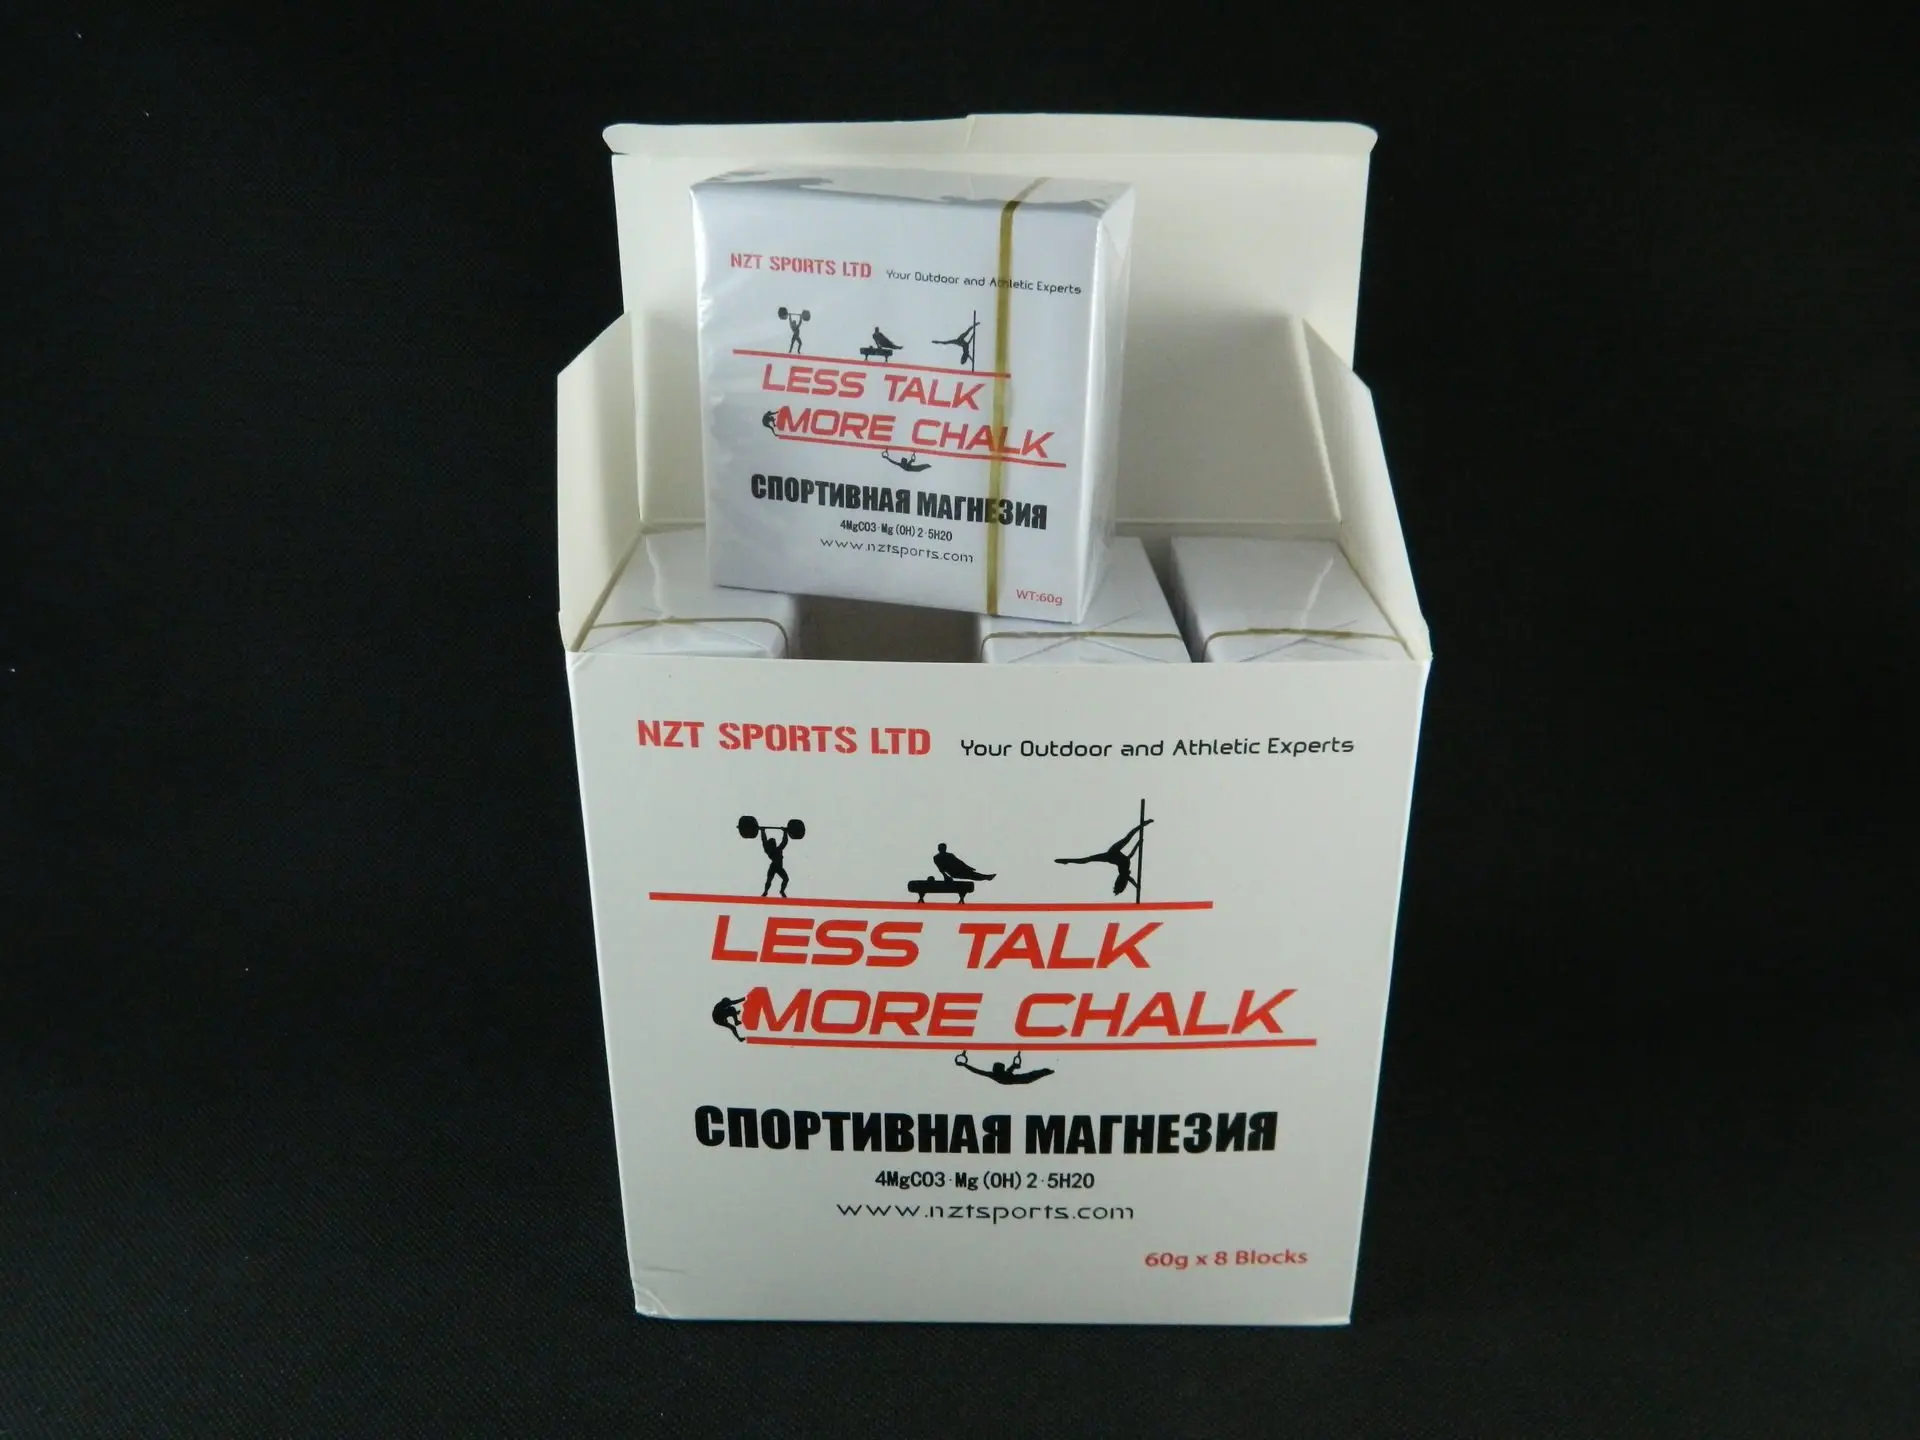 NZT SPORTS LTD Your Outdoor and Athletic Experts
LESS TALK
MORE CHALK
СПОРТИВНАЯ МАГНЕЗИЯ
4MgCO3·Mg(OH)2·5H2O
www.nztsports.com
WT:60g
NZT SPORTS LTD Your Outdoor and Athletic Experts
LESS TALK
MORE CHALK
СПОРТИВНАЯ МАГНЕЗИЯ
4MgCO3·Mg(OH)2·5H2O
www.nztsports.com
60g x 8 Blocks